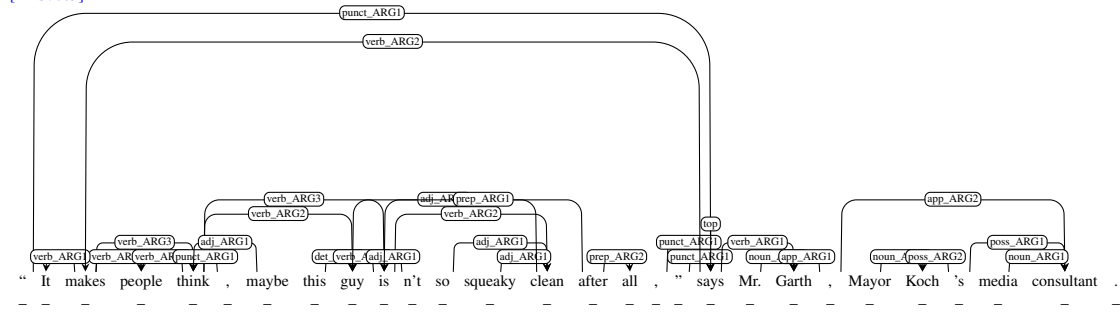 punct_ARG1
verb_ARG2
verb_ARG3 prep_ARG1
verb_ARG2 verb_ARG2 app_ARG2
top
verb_ARG3 adj_ARG1 adj_ARG1 punct_ARG1 verb_ARG1 poss_ARG1
verb_ARG1 punct_ARG1 adj_ARG1 adj_ARG1 prep_ARG2 punct_ARG1 app_ARG1 poss_ARG2 noun_ARG1
“ It makes people think , maybe this guy is n't so squeaky clean after all , ” says Mr. Garth , Mayor Koch 's media consultant .